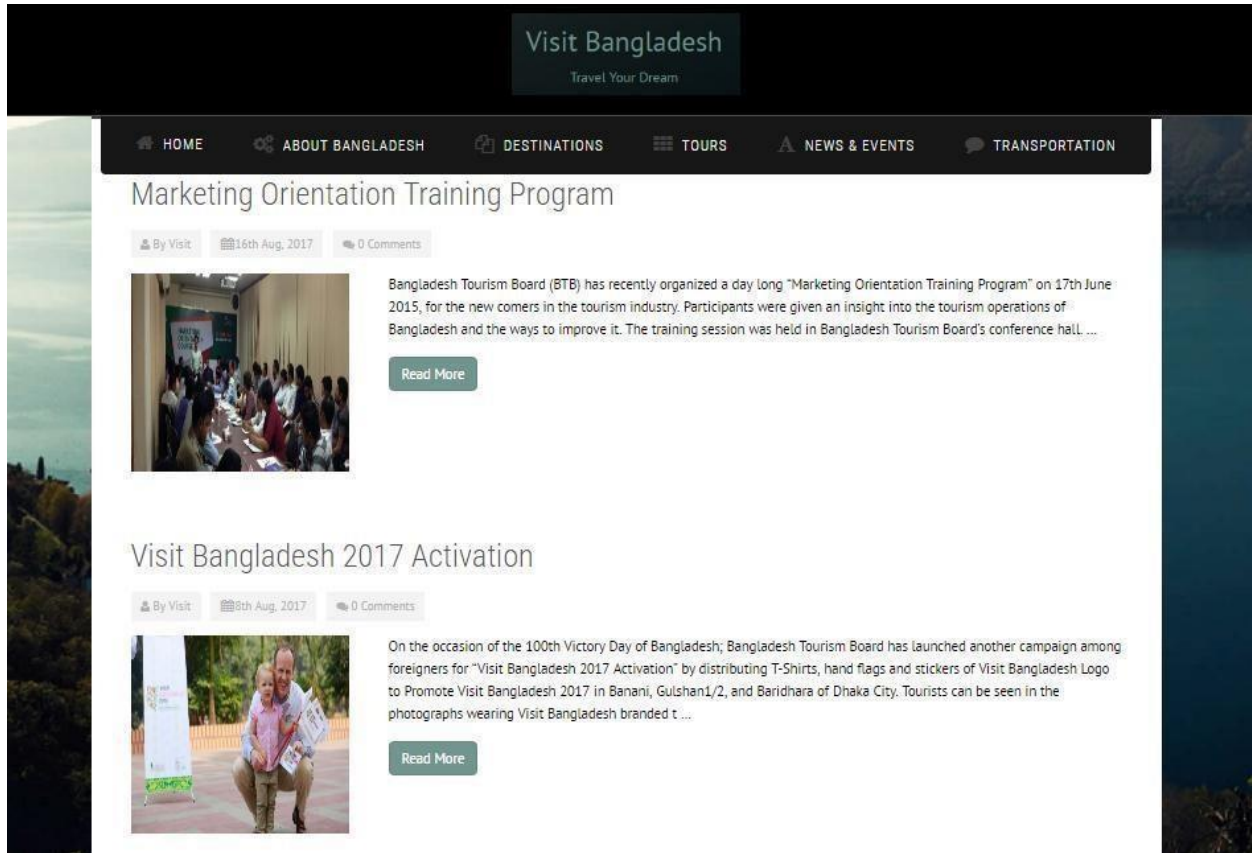 Visit Bangladesh
Travel Your Dream
HOME ABOUT BANGLADESH DESTINATIONS TOURS NEWS & EVENTS TRANSPORTATION
Marketing Orientation Training Program
By Visit 16th Aug, 2017 0 Comments
Bangladesh Tourism Board (BTB) has recently organized a day long “Marketing Orientation Training Program” on 17th June
2015, for the new comers in the tourism industry. Participants were given an insight into the tourism operations of
Bangladesh and the ways to improve it. The training session was held in Bangladesh Tourism Board’s conference hall. ...
Read More
Visit Bangladesh 2017 Activation
By Visit 8th Aug, 2017 0 Comments
On the occasion of the 100th Victory Day of Bangladesh; Bangladesh Tourism Board has launched another campaign among
foreigners for “Visit Bangladesh 2017 Activation” by distributing T-Shirts, hand flags and stickers of Visit Bangladesh Logo
to Promote Visit Bangladesh 2017 in Banani, Gulshan1/2, and Baridhara of Dhaka City. Tourists can be seen in the
photographs wearing Visit Bangladesh branded t ...
Read More